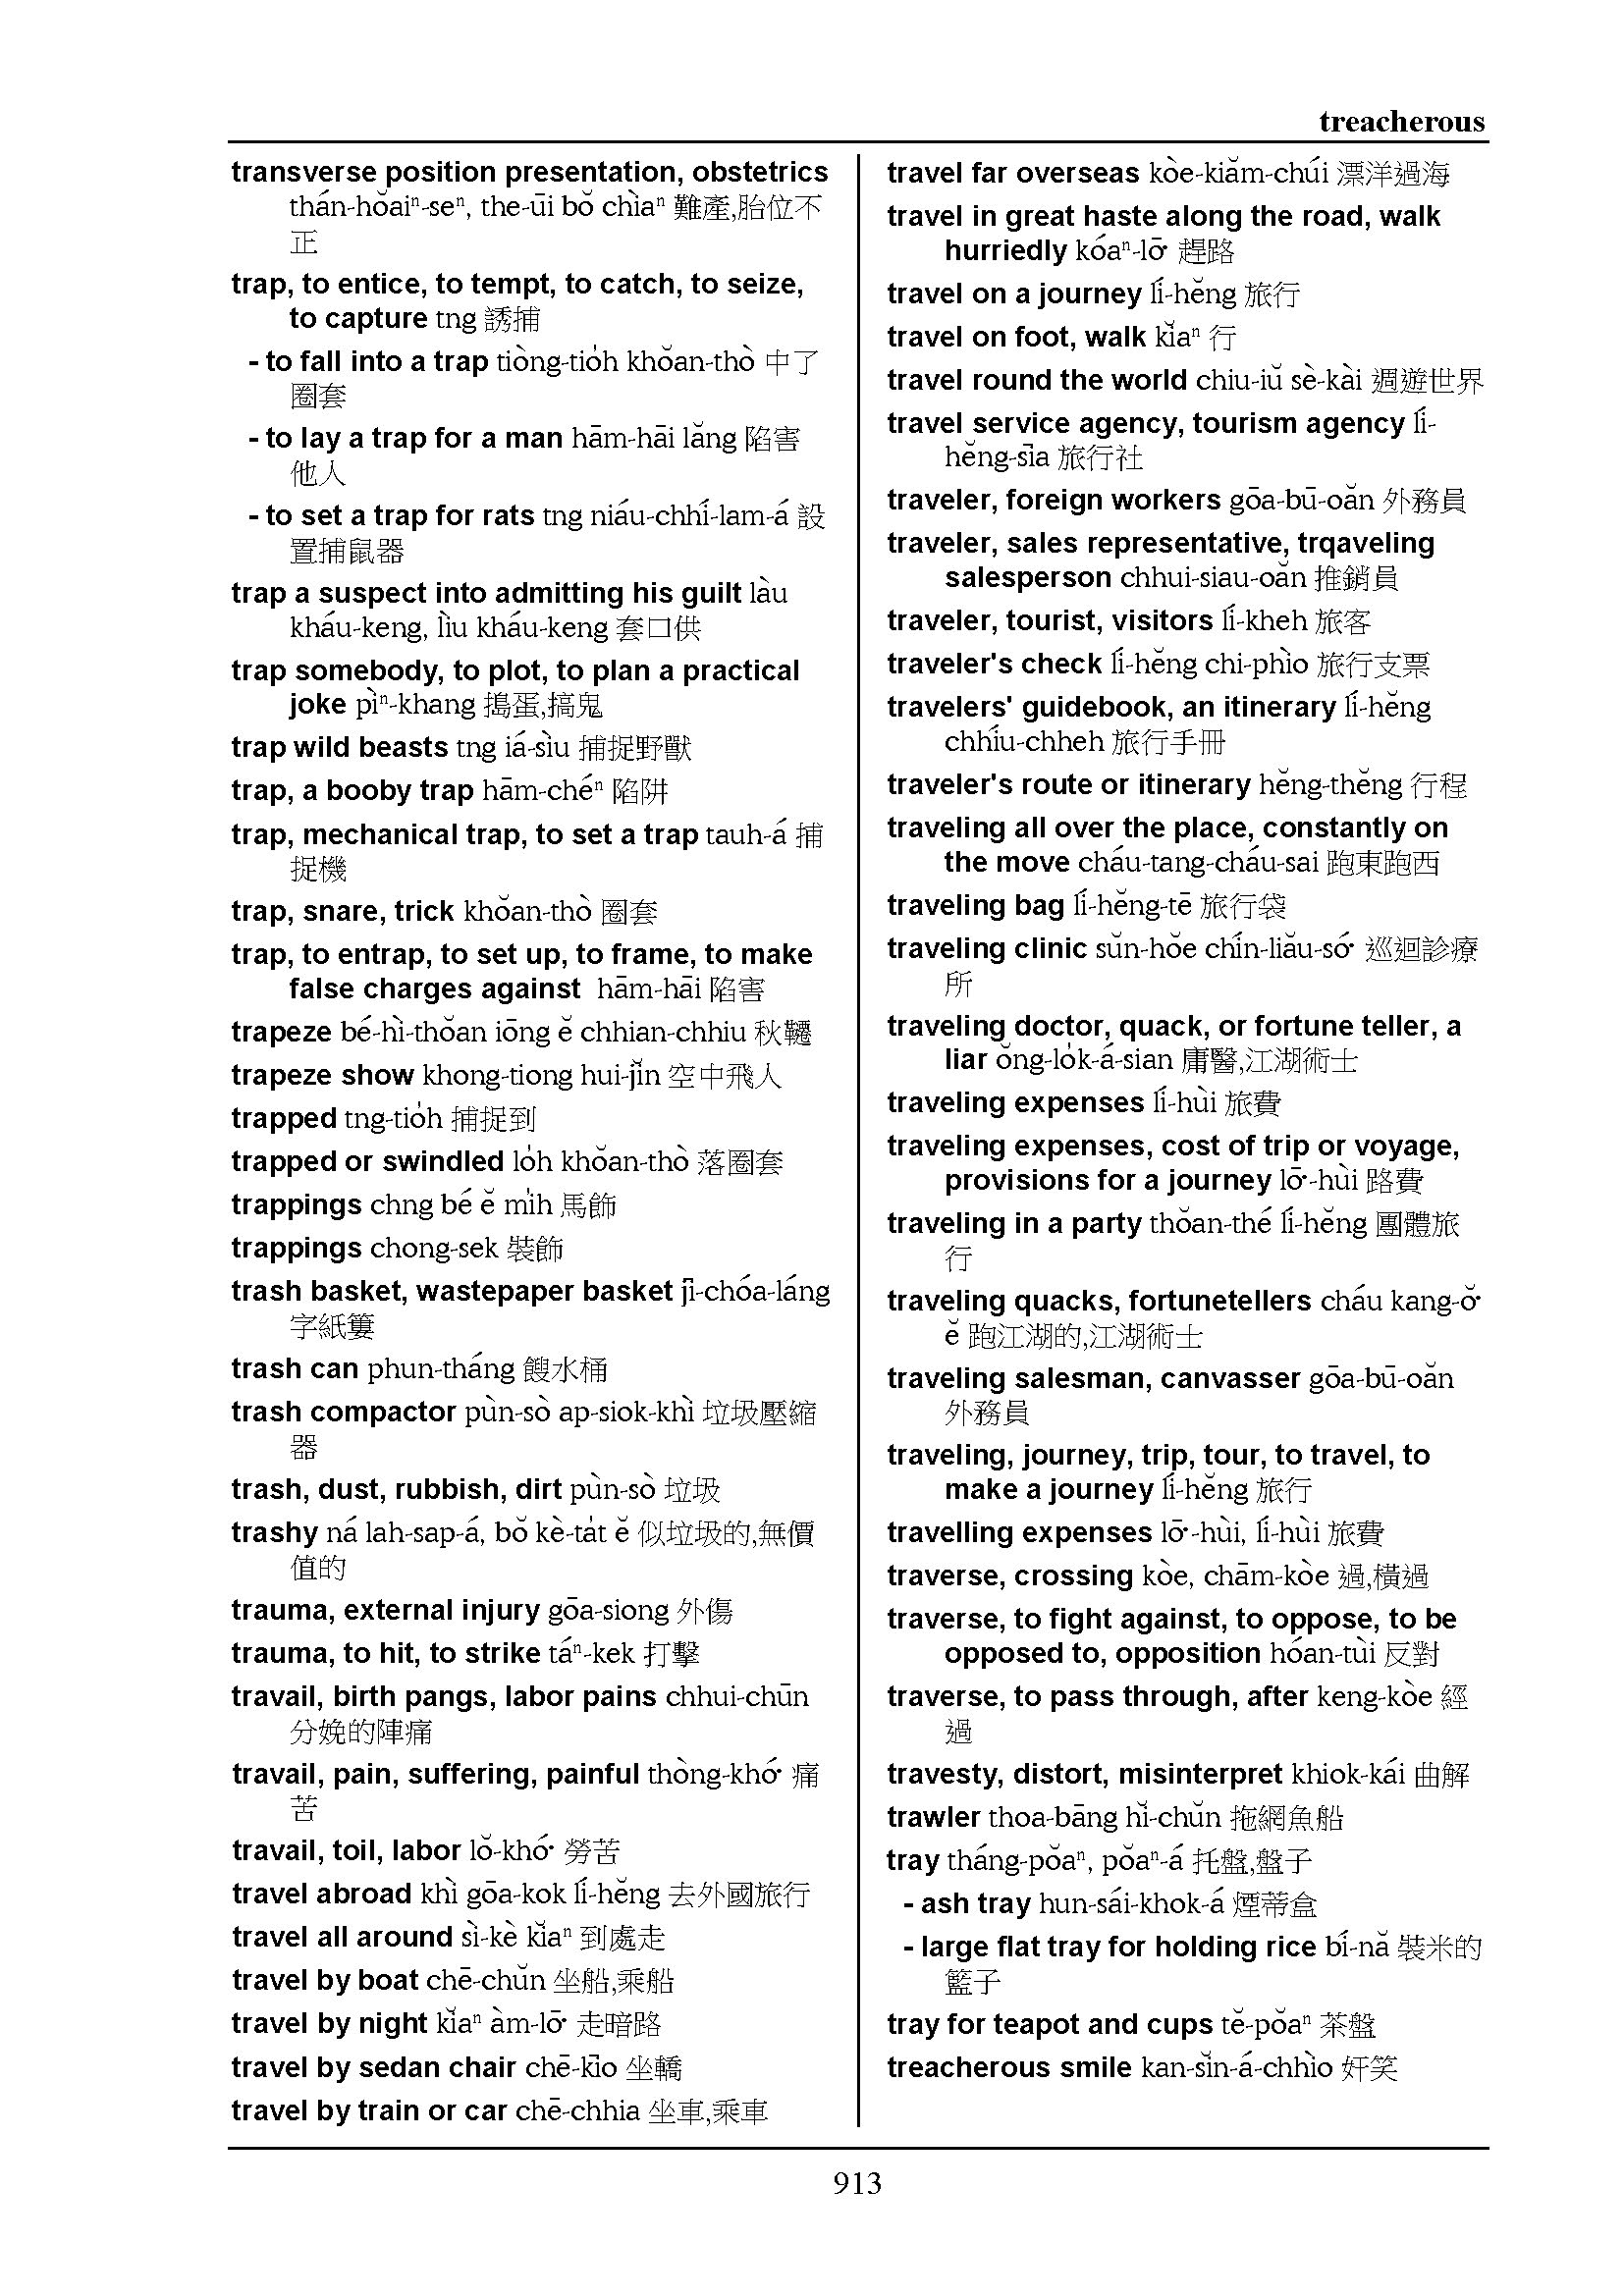 treacherous
transverse position presentation, obstetrics
thán-hŏaiⁿ-seⁿ, the-ūi bŏ chìaⁿ 難產,胎位不
正
trap, to entice, to tempt, to catch, to seize,
to capture tng 誘捕
- to fall into a trap tiòng-tio̍h khŏan-thò 中了
圈套
- to lay a trap for a man hām-hāi lăng 陷害
他人
- to set a trap for rats tng niáu-chhí-lam-á 設
置捕鼠器
trap a suspect into admitting his guilt làu
kháu-keng, lìu kháu-keng 套口供
trap somebody, to plot, to plan a practical
joke pìⁿ-khang 搗蛋,搞鬼
trap wild beasts tng iá-sìu 捕捉野獸
trap, a booby trap hām-chéⁿ 陷阱
trap, mechanical trap, to set a trap tauh-á 捕
捉機
trap, snare, trick khŏan-thò 圈套
trap, to entrap, to set up, to frame, to make
false charges against hām-hāi 陷害
trapeze bé-hì-thŏan iōng ĕ chhian-chhiu 秋韆
trapeze show khong-tiong hui-jĭn 空中飛人
trapped tng-tio̍h 捕捉到
trapped or swindled lo̍h khŏan-thò 落圈套
trappings chng bé ĕ mi̍h 馬飾
trappings chong-sek 裝飾
trash basket, wastepaper basket jī-chóa-láng
字紙簍
trash can phun-tháng 餿水桶
trash compactor pùn-sò ap-siok-khì 垃圾壓縮
器
trash, dust, rubbish, dirt pùn-sò 垃圾
trashy ná lah-sap-á, bŏ kè-ta̍t ĕ 似垃圾的,無價
值的
trauma, external injury gōa-siong 外傷
trauma, to hit, to strike táⁿ-kek 打擊
travail, birth pangs, labor pains chhui-chūn
分娩的陣痛
travail, pain, suffering, painful thòng-khó͘ 痛
苦
travail, toil, labor lŏ-khó͘ 勞苦
travel abroad khì gōa-kok lí-hĕng 去外國旅行
travel all around sì-kè kĭaⁿ 到處走
travel by boat chē-chŭn 坐船,乘船
travel by night kĭaⁿ àm-lō͘ 走暗路
travel by sedan chair chē-kīo 坐轎
travel by train or car chē-chhia 坐車,乘車
travel far overseas kòe-kiăm-chúi 漂洋過海
travel in great haste along the road, walk
hurriedly kóaⁿ-lō͘ 趕路
travel on a journey lí-hĕng 旅行
travel on foot, walk kĭaⁿ 行
travel round the world chiu-iŭ sè-kài 週遊世界
travel service agency, tourism agency lí-
hĕng-sīa 旅行社
traveler, foreign workers gōa-bū-oăn 外務員
traveler, sales representative, trqaveling
salesperson chhui-siau-oăn 推銷員
traveler, tourist, visitors lí-kheh 旅客
traveler's check lí-hĕng chi-phìo 旅行支票
travelers' guidebook, an itinerary lí-hĕng
chhíu-chheh 旅行手冊
traveler's route or itinerary hĕng-thĕng 行程
traveling all over the place, constantly on
the move cháu-tang-cháu-sai 跑東跑西
traveling bag lí-hĕng-tē 旅行袋
traveling clinic sŭn-hŏe chín-liău-só͘ 巡迴診療
所
traveling doctor, quack, or fortune teller, a
liar ŏng-lo̍k-á-sian 庸醫,江湖術士
traveling expenses lí-hùi 旅費
traveling expenses, cost of trip or voyage,
provisions for a journey lō͘-hùi 路費
traveling in a party thŏan-thé lí-hĕng 團體旅
行
traveling quacks, fortunetellers cháu kang-ŏ͘
ĕ 跑江湖的,江湖術士
traveling salesman, canvasser gōa-bū-oăn
外務員
traveling, journey, trip, tour, to travel, to
make a journey lí-hĕng 旅行
travelling expenses lō͘-hùi, lí-hùi 旅費
traverse, crossing kòe, chām-kòe 過,橫過
traverse, to fight against, to oppose, to be
opposed to, opposition hóan-tùi 反對
traverse, to pass through, after keng-kòe 經
過
travesty, distort, misinterpret khiok-kái 曲解
trawler thoa-bāng hĭ-chŭn 拖網魚船
tray tháng-pŏaⁿ, pŏaⁿ-á 托盤,盤子
- ash tray hun-sái-khok-á 煙蒂盒
- large flat tray for holding rice bí-nă 裝米的
籃子
tray for teapot and cups tĕ-pŏaⁿ 茶盤
treacherous smile kan-sĭn-á-chhìo 奸笑
913